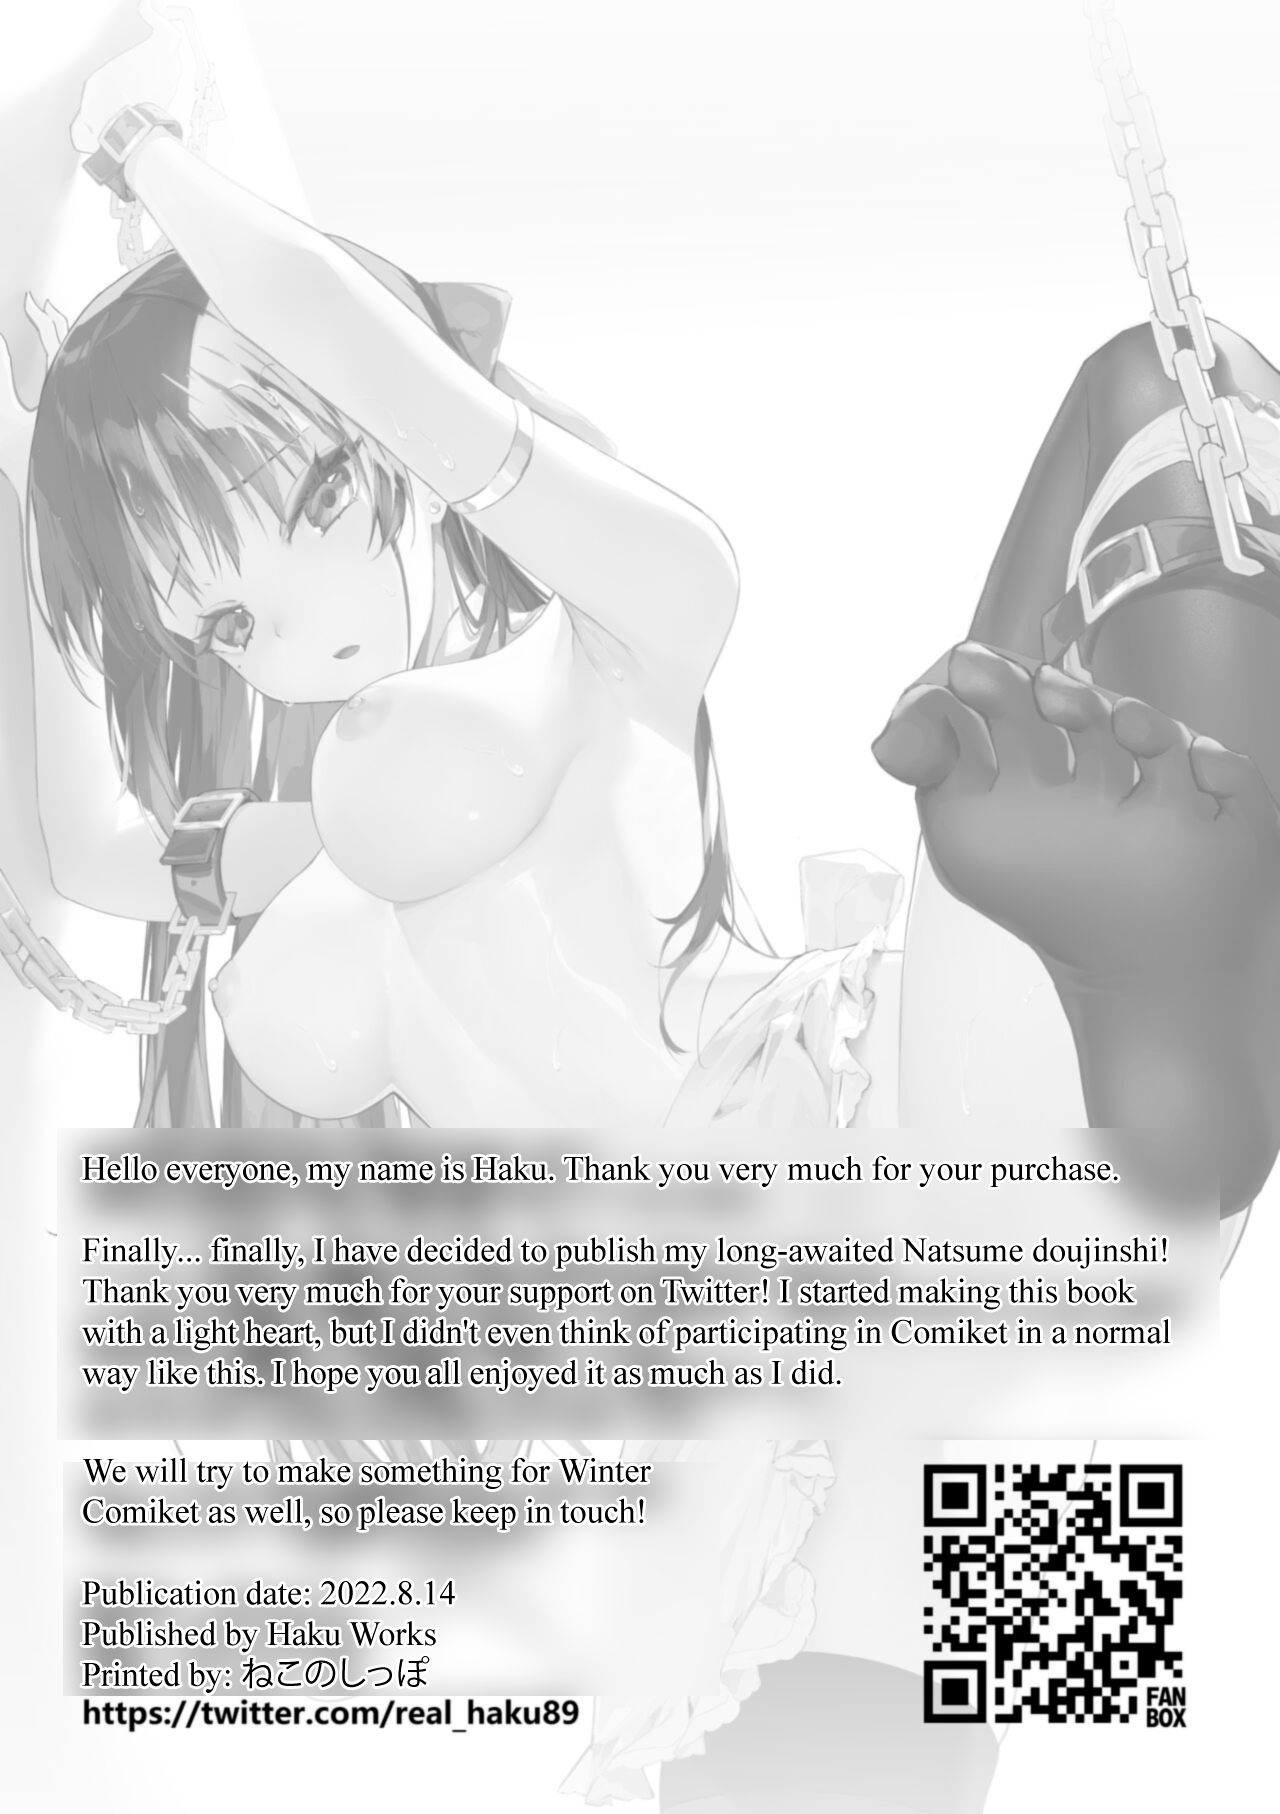 Hello everyone, my name is Haku. Thank you very much for your purchase.
Finally... finally, I have decided to publish my long-awaited Natsume doujinshi!
Thank you very much for your support on Twitter! I started making this book
with a light heart, but I didn't even think of participating in Comiket in a normal
way like this. I hope you all enjoyed it as much as I did.
We will try to make something for Winter
Comiket as well, so please keep in touch!
Publication date: 2022.8.14
Published by Haku Works
Printed by: ねこのしっぽ
https://twitter.com/real_haku89
FAN
BOX